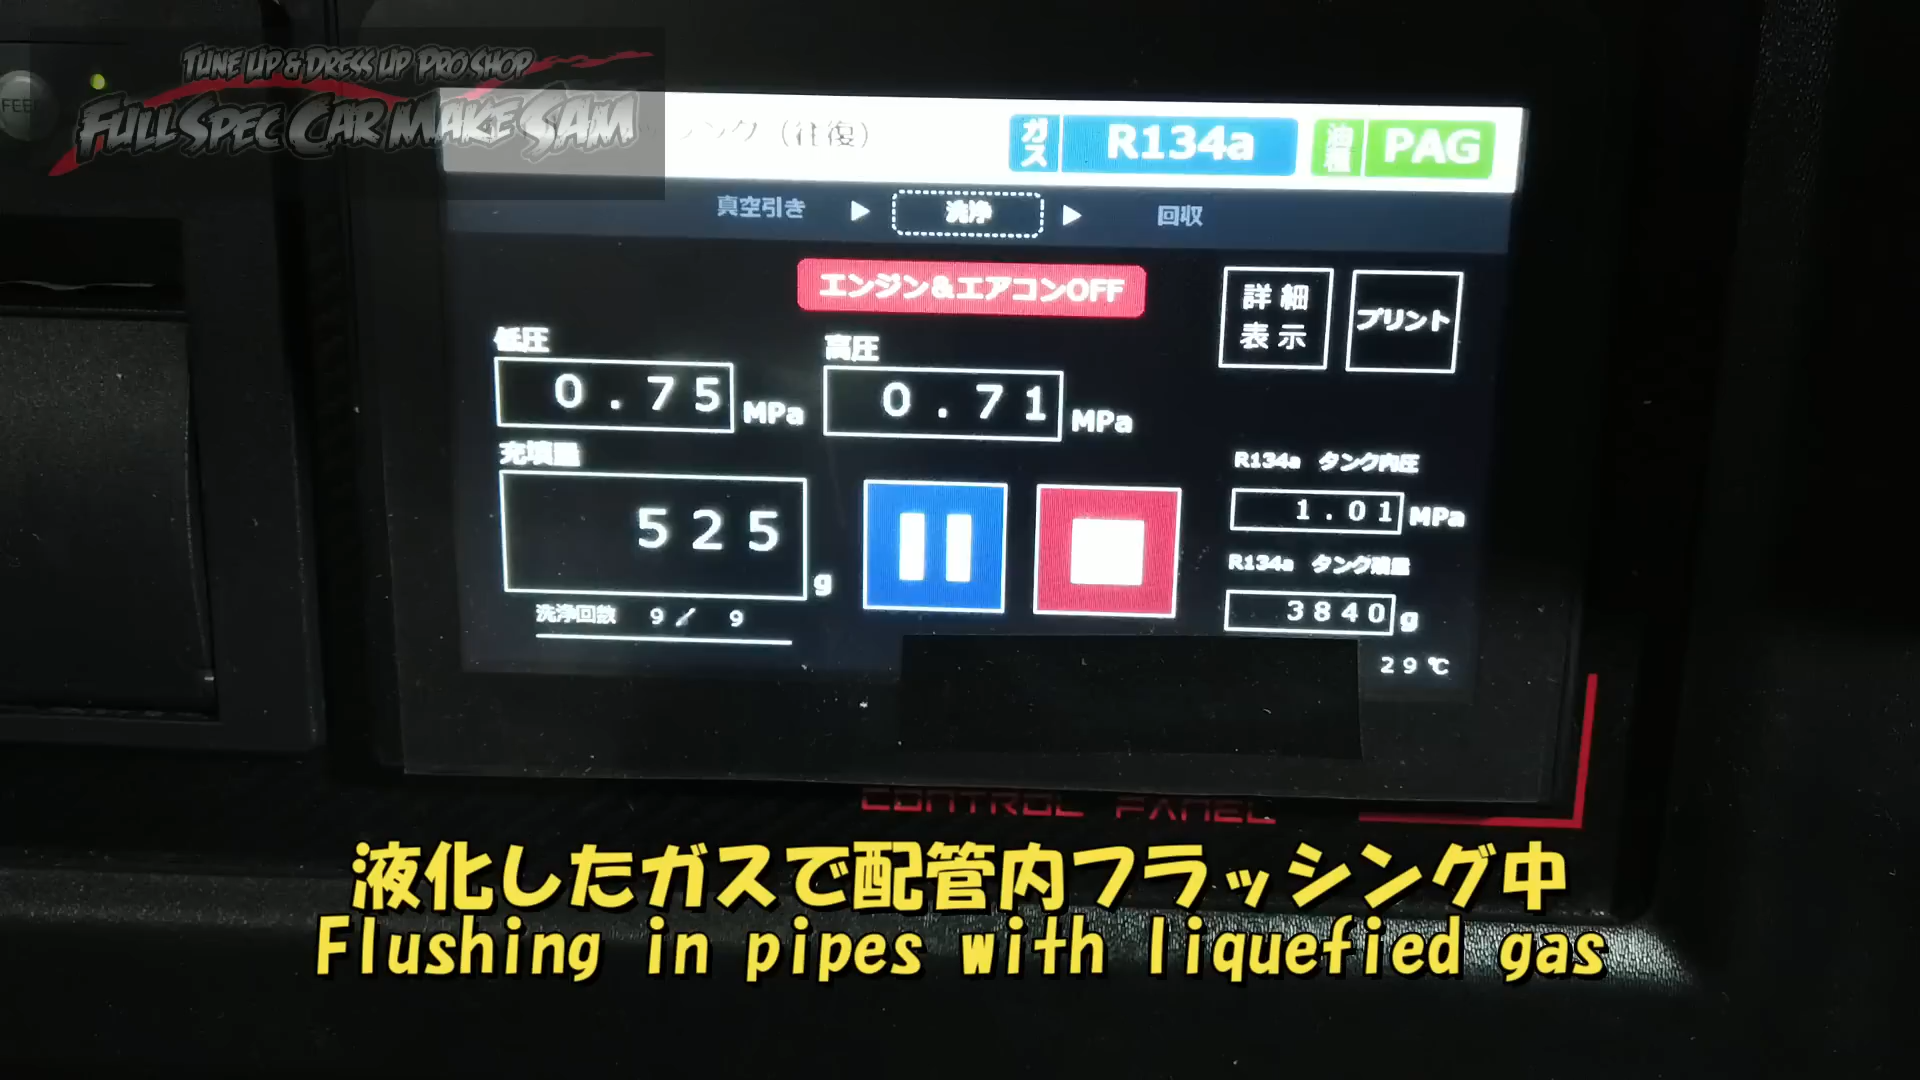 TUNE UP & DRESS UP PRO SHOP
FULL SPEC CAR MAKE SAM
FEE
ング（往復）
ガス R134a 油種 PAG
真空引き ▶ 洗浄 ▶ 回収
エンジン&エアコンOFF
詳細表示
プリント
低圧
0.75 MPa
高圧
0.71 MPa
充填量
525 g
洗浄回数 9/ 9
R134a タンク内圧
1.01 MPa
R134a タンク残量
3840 g
29℃
CONTROL PANEL
液化したガスで配管内フラッシング中
Flushing in pipes with liquefied gas